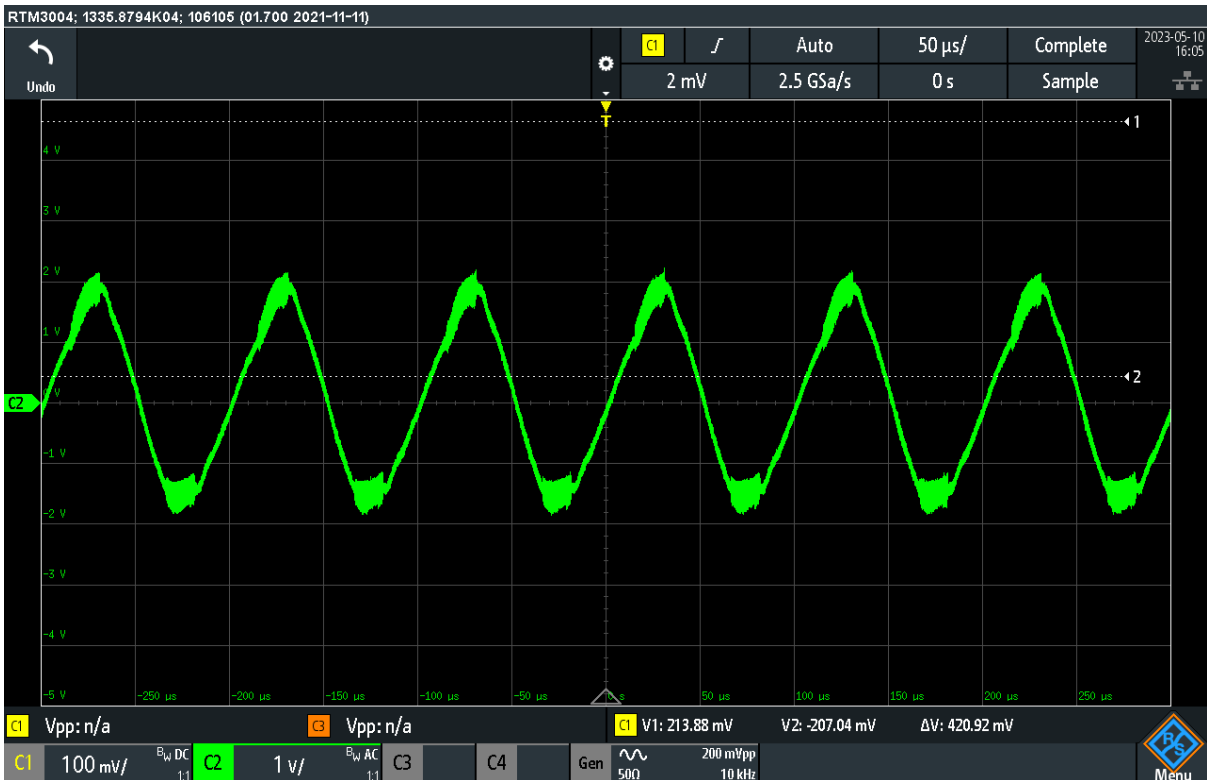 RTM3004; 1335.8794K04; 106105 (01.700 2021-11-11)
Undo
C1 Auto 50 µs/ Complete
2 mV 2.5 GSa/s 0 s Sample
2023-05-10
16:05
T
1
4 V
3 V
2 V
1 V
2
0 V
C2
-1 V
-2 V
-3 V
-4 V
-5 V -250 µs -200 µs -150 µs -100 µs -50 µs 0 s 50 µs 100 µs 150 µs 200 µs 250 µs
C1 Vpp: n/a C3 Vpp: n/a C1 V1: 213.88 mV V2: -207.04 mV ΔV: 420.92 mV
C1 100 mV/ BW DC 1:1 C2 1 V/ BW AC 1:1 C3 C4 Gen 50Ω 200 mVpp 10 kHz
R S
Menu